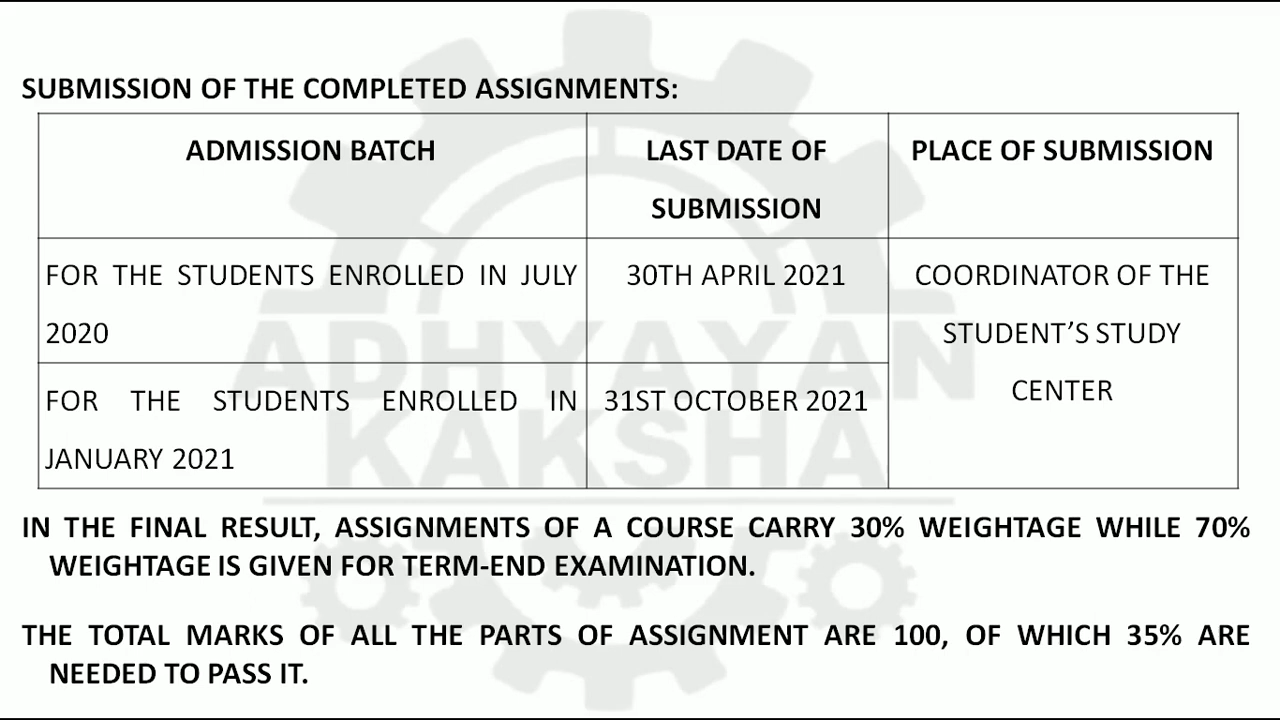 SUBMISSION OF THE COMPLETED ASSIGNMENTS:
ADMISSION BATCH
LAST DATE OF
SUBMISSION
PLACE OF SUBMISSION
FOR THE STUDENTS ENROLLED IN JULY
2020
30TH APRIL 2021
COORDINATOR OF THE
STUDENT’S STUDY
CENTER
FOR THE STUDENTS ENROLLED IN
JANUARY 2021
31ST OCTOBER 2021
ADHYAYAN
KAKSHA
IN THE FINAL RESULT, ASSIGNMENTS OF A COURSE CARRY 30% WEIGHTAGE WHILE 70%
WEIGHTAGE IS GIVEN FOR TERM-END EXAMINATION.
THE TOTAL MARKS OF ALL THE PARTS OF ASSIGNMENT ARE 100, OF WHICH 35% ARE
NEEDED TO PASS IT.